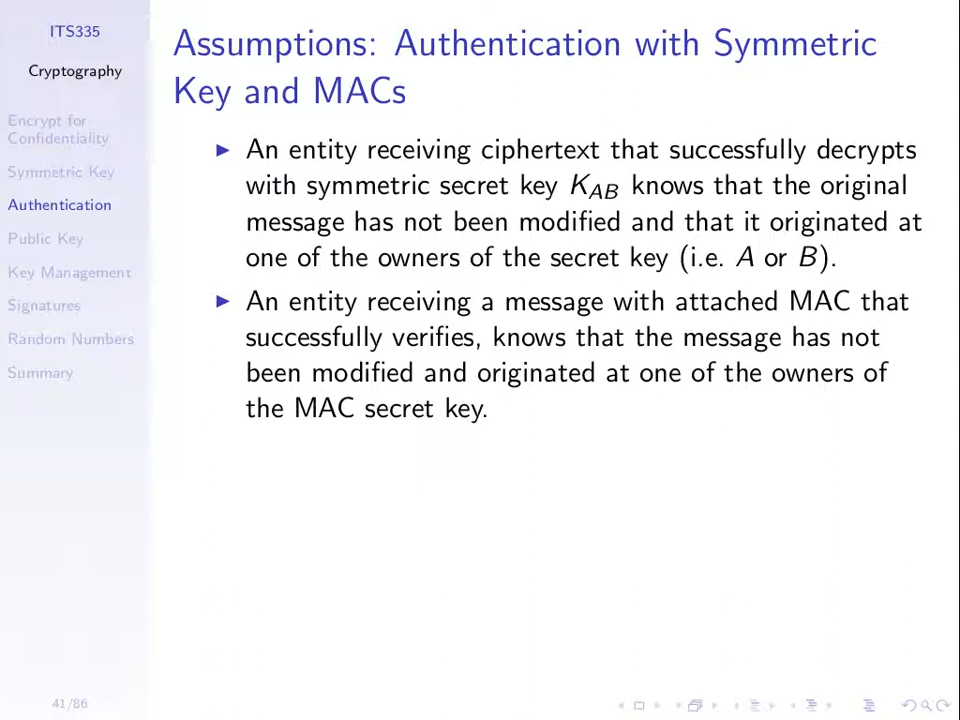 ITS335
Cryptography
Encrypt for
Confidentiality
Symmetric Key
Authentication
Public Key
Key Management
Signatures
Random Numbers
Summary
41/86
Assumptions: Authentication with Symmetric
Key and MACs
▶ An entity receiving ciphertext that successfully decrypts
with symmetric secret key K_AB knows that the original
message has not been modified and that it originated at
one of the owners of the secret key (i.e. A or B).
▶ An entity receiving a message with attached MAC that
successfully verifies, knows that the message has not
been modified and originated at one of the owners of
the MAC secret key.